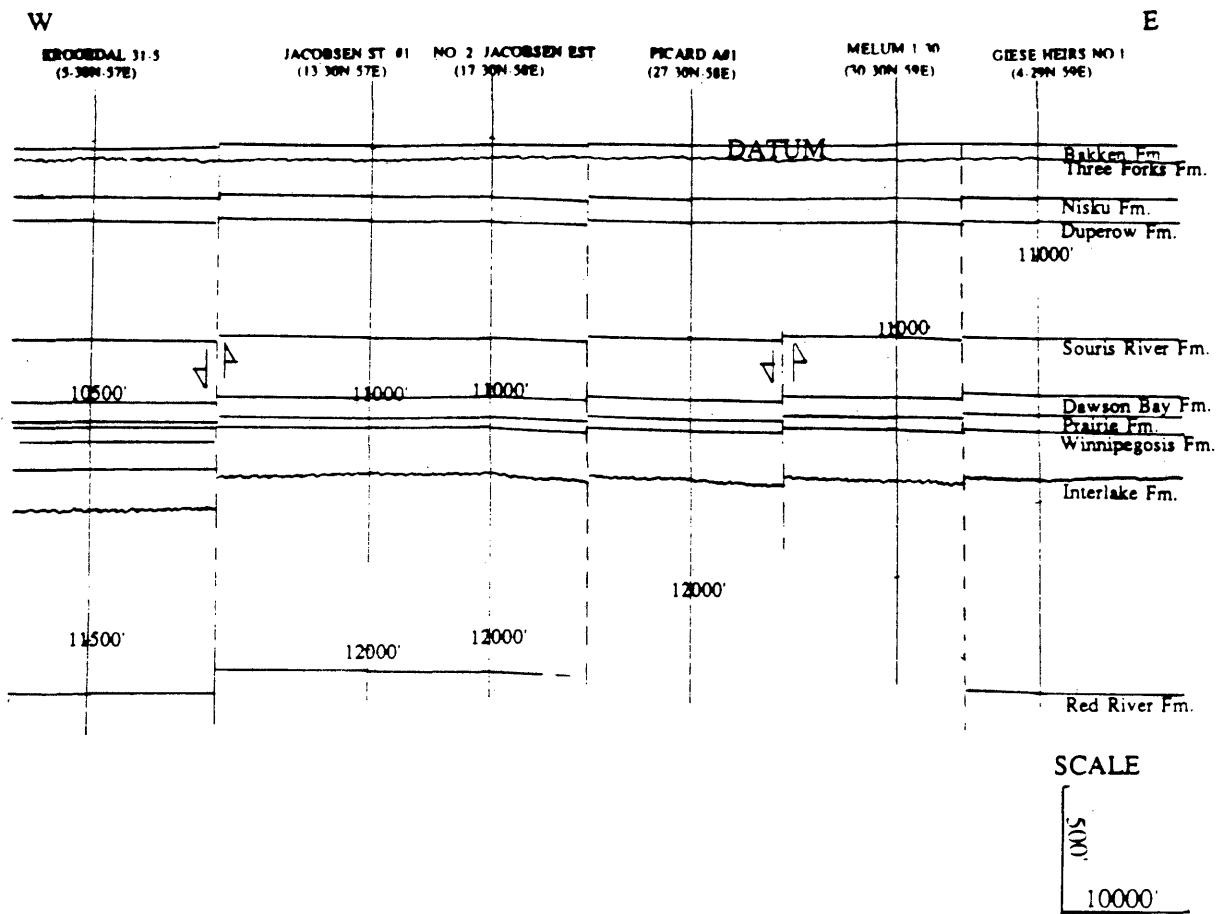 W
E
KROGEDAL 31-5
(5-30N-57E)
JACOBSEN ST #1
(13 30N 57E)
NO 2 JACOBSEN EST
(17 30N-58E)
PICARD A#1
(27 30N-58E)
MELUM 1 30
(30-30N 59E)
GIESE HEIRS NO 1
(4-29N 59E)
DATUM
Bakken Fm
Three Forks Fm.
Nisku Fm.
Duperow Fm.
11000'
11000
Souris River Fm.
10500'
11000'
11000'
Dawson Bay Fm.
Prairie Fm.
Winnipegosis Fm.
Interlake Fm.
12000'
11500'
12000'
12000'
Red River Fm.
SCALE
500'
10000'